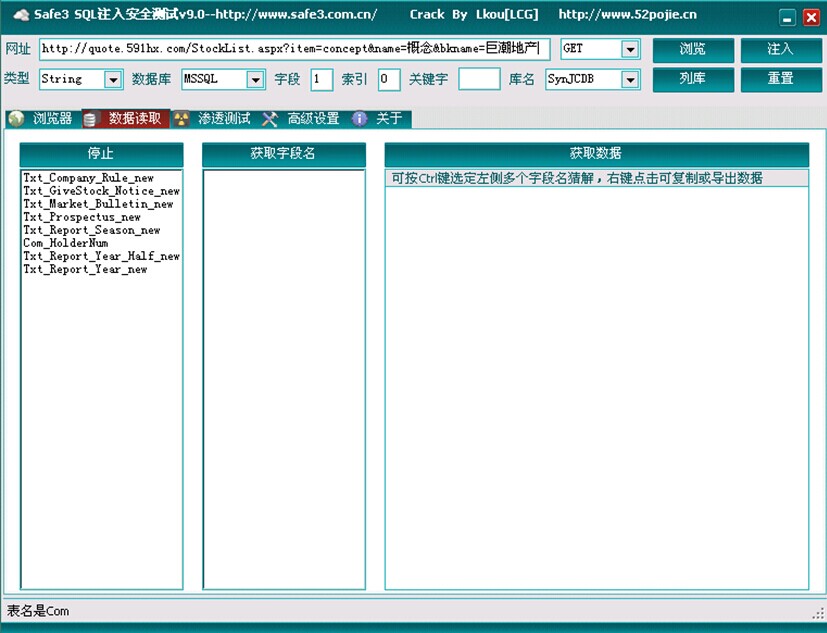 Safe3 SQL注入安全测试v9.0--http://www.safe3.com.cn/ Crack By Lkou[LCG] http://www.52pojie.cn
网址 http://quote.591hx.com/StockList.aspx?item=concept&name=概念&bkname=巨潮地产 GET 浏览 注入
类型 String 数据库 MSSQL 字段 1 索引 0 关键字 库名 SynJCDB 列库 重置
浏览器 数据读取 渗透测试 高级设置 关于
停止 获取字段名 获取数据
Txt_Company_Rule_new 可按Ctrl键选定左侧多个字段名猜解，右键点击可复制或导出数据
Txt_GiveStock_Notice_new
Txt_Market_Bulletin_new
Txt_Prospectus_new
Txt_Report_Season_new
Com_HolderNum
Txt_Report_Year_Half_new
Txt_Report_Year_new
表名是Com